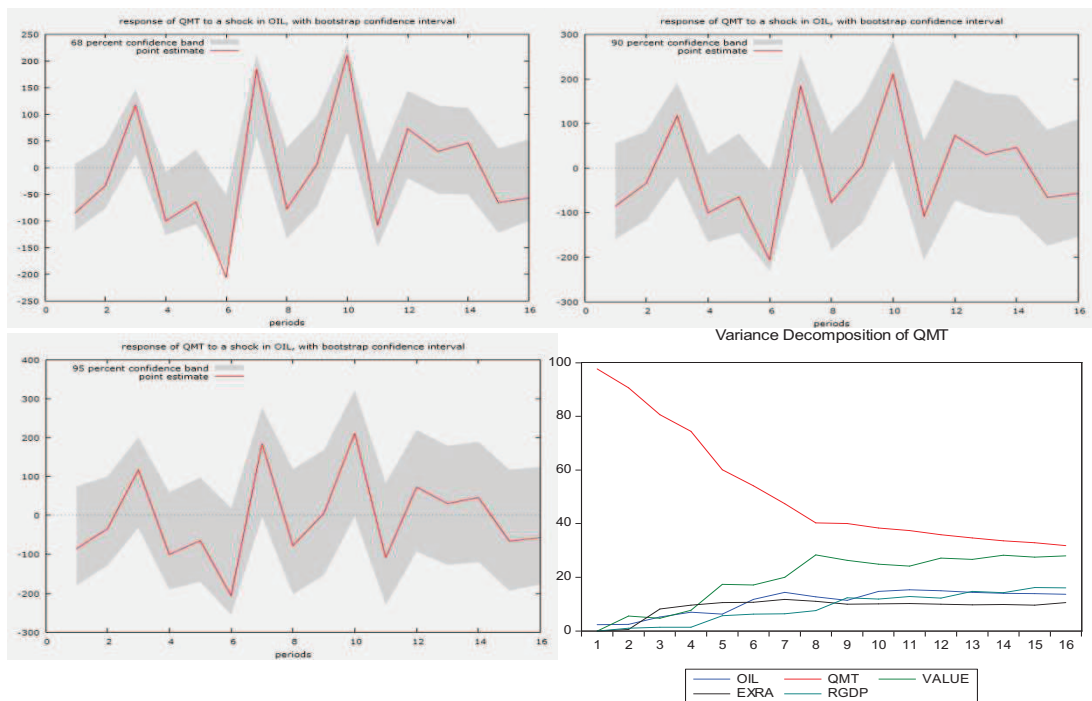 response of QMT to a shock in OIL, with bootstrap confidence interval
250
200
150
100
50
0
-50
-100
-150
-200
-250
68 percent confidence band
point estimate
0 2 4 6 8 10 12 14 16
periods
response of QMT to a shock in OIL, with bootstrap confidence interval
300
200
100
0
-100
-200
-300
90 percent confidence band
point estimate
0 2 4 6 8 10 12 14 16
periods
response of QMT to a shock in OIL, with bootstrap confidence interval
400
300
200
100
0
-100
-200
-300
95 percent confidence band
point estimate
0 2 4 6 8 10 12 14 16
periods
Variance Decomposition of QMT
100
80
60
40
20
0
1 2 3 4 5 6 7 8 9 10 11 12 13 14 15 16
OIL QMT VALUE
EXRA RGDP